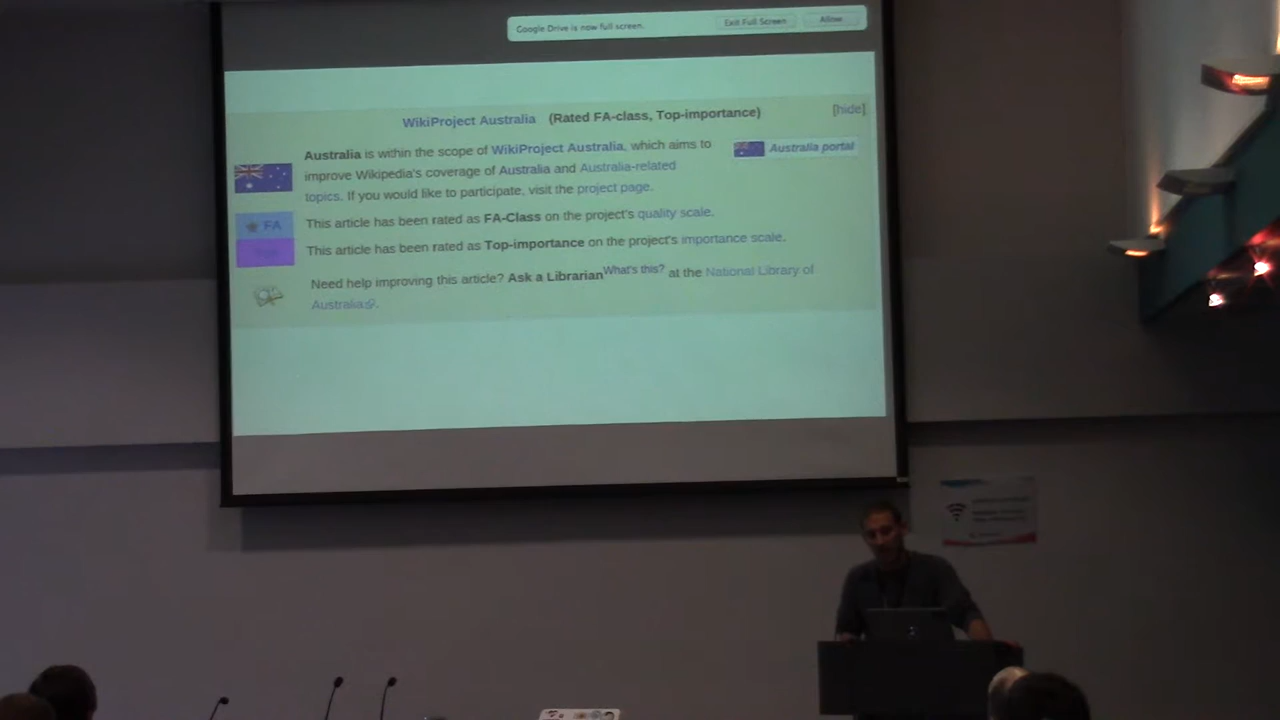 Google Drive is now full screen. Exit Full Screen Allow
WikiProject Australia (Rated FA-class, Top-importance) [hide]
Australia is within the scope of WikiProject Australia, which aims to
improve Wikipedia's coverage of Australia and Australia-related
topics. If you would like to participate, visit the project page.
Australia portal
FA This article has been rated as FA-Class on the project's quality scale.
This article has been rated as Top-importance on the project's importance scale.
Need help improving this article? Ask a Librarian What's this? at the National Library of
Australia.